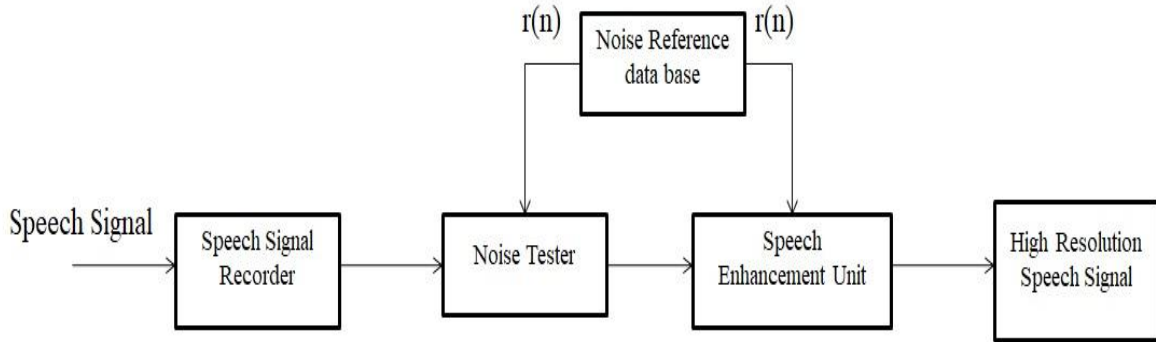 r(n)
Noise Reference
data base
r(n)
Speech Signal
Speech Signal
Recorder
Noise Tester
Speech
Enhancement Unit
High Resolution
Speech Signal